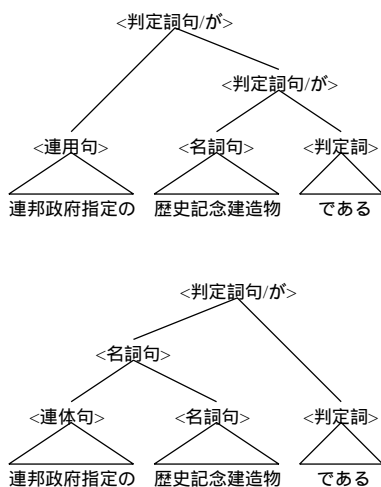 <判定詞句/が>
<判定詞句/が>
<連用句> <名詞句> <判定詞>
連邦政府指定の 歴史記念建造物 である
<判定詞句/が>
<名詞句>
<連体句> <名詞句> <判定詞>
連邦政府指定の 歴史記念建造物 である